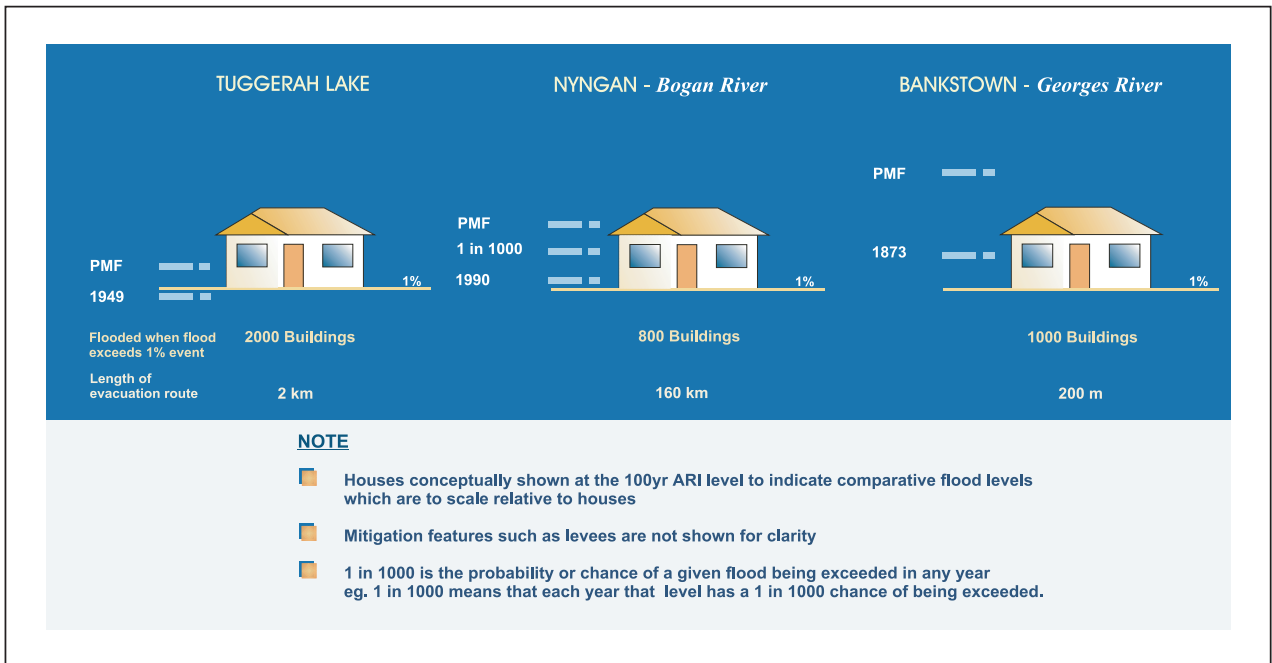 TUGGERAH LAKE
NYNGAN - Bogan River
BANKSTOWN - Georges River
PMF
1949
1%
PMF
1 in 1000
1990
1%
PMF
1873
1%
Flooded when flood
exceeds 1% event
2000 Buildings
800 Buildings
1000 Buildings
Length of
evacuation route
2 km
160 km
200 m
NOTE
Houses conceptually shown at the 100yr ARI level to indicate comparative flood levels
which are to scale relative to houses
Mitigation features such as levees are not shown for clarity
1 in 1000 is the probability or chance of a given flood being exceeded in any year
eg. 1 in 1000 means that each year that level has a 1 in 1000 chance of being exceeded.